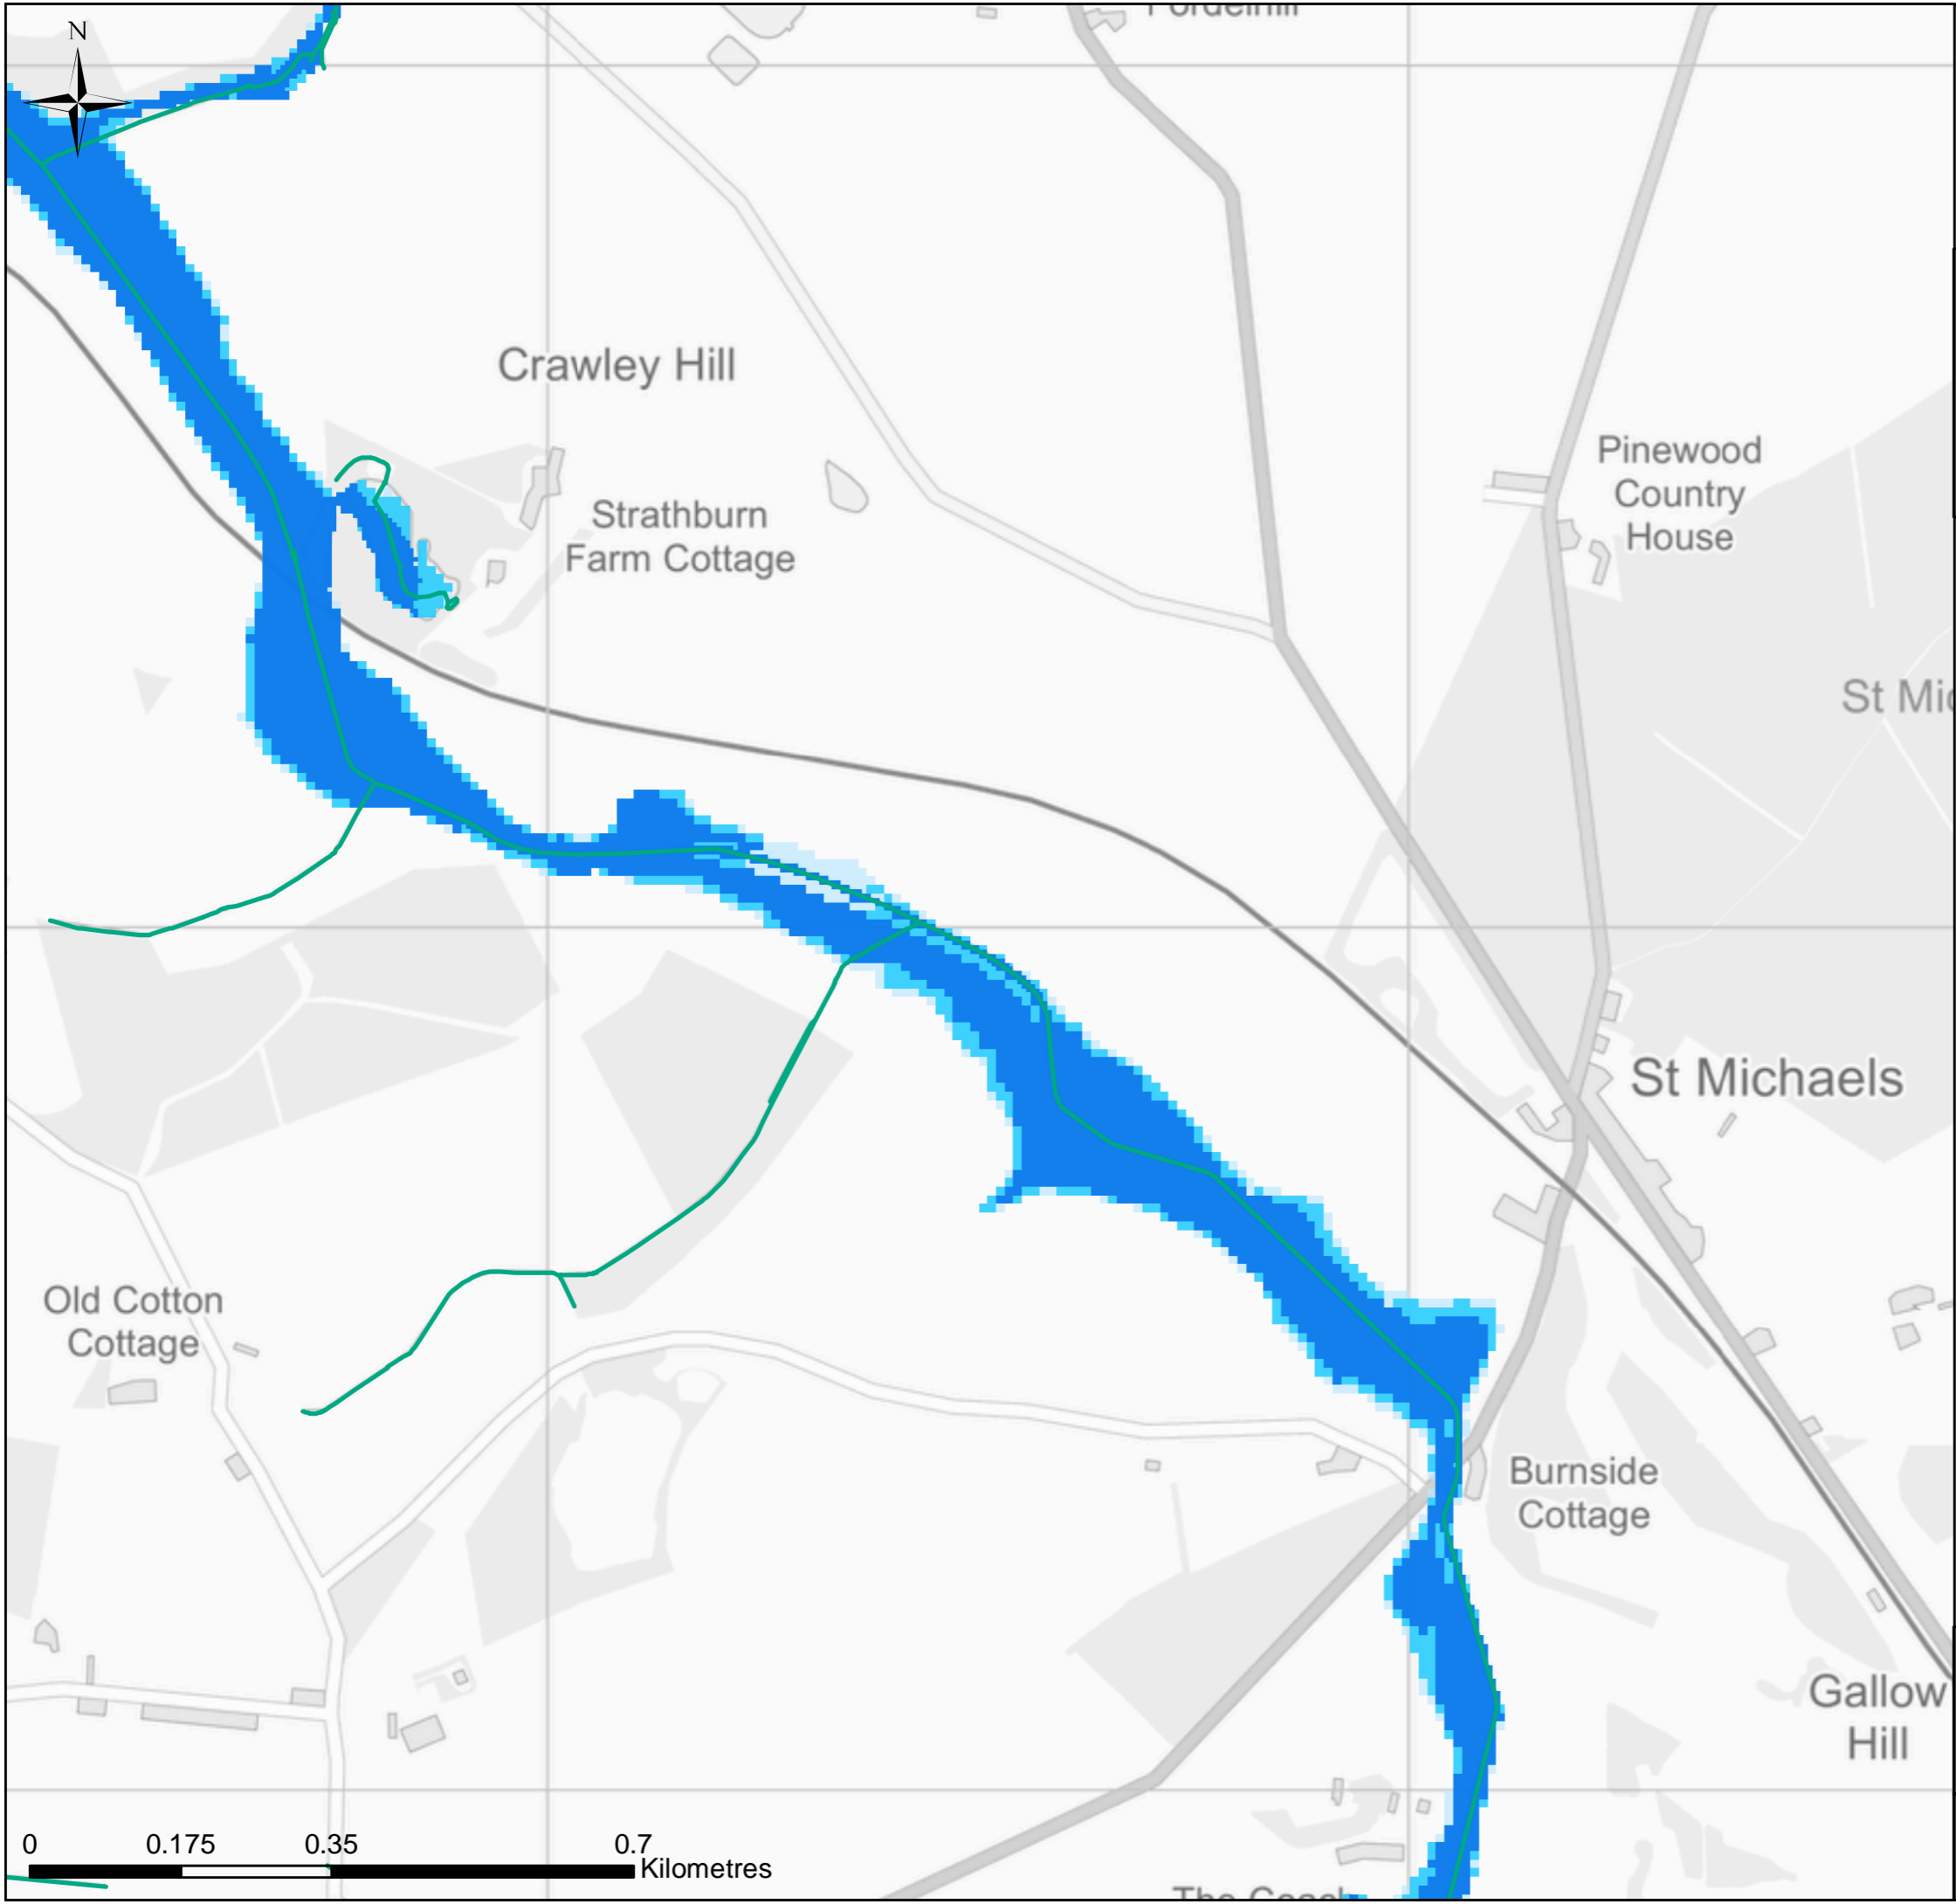 N
Crawley Hill
Strathburn
Farm Cottage
Pinewood
Country
House
St Mic
St Michaels
Old Cotton
Cottage
Burnside
Cottage
Gallow
Hill
0 0.175 0.35 0.7
Kilometres